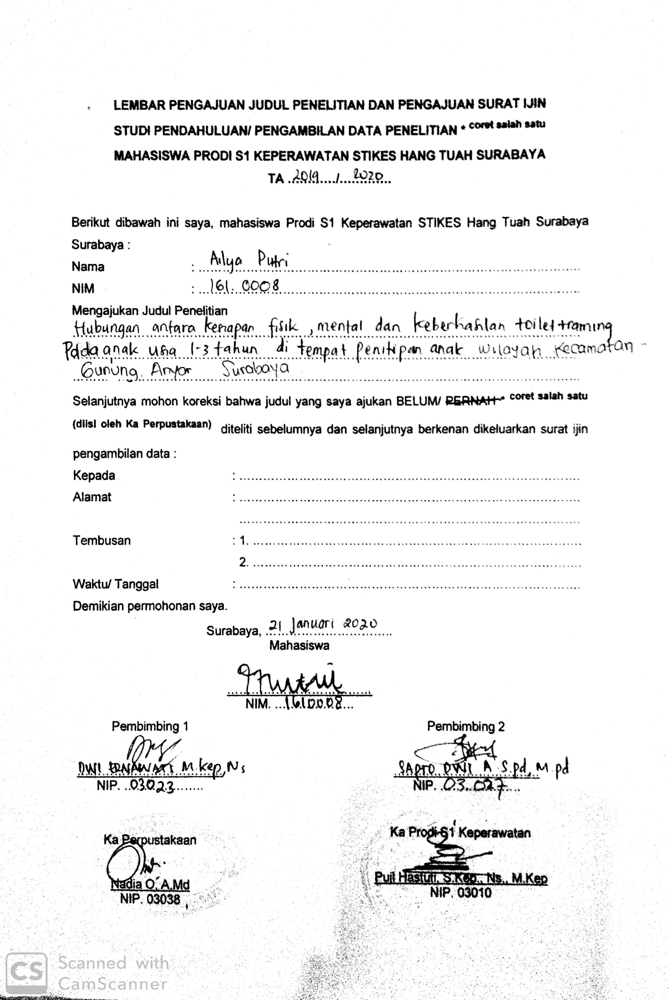 LEMBAR PENGAJUAN JUDUL PENELITIAN DAN PENGAJUAN SURAT IJIN
STUDI PENDAHULUAN/ PENGAMBILAN DATA PENELITIAN * coret salah satu
MAHASISWA PRODI S1 KEPERAWATAN STIKES HANG TUAH SURABAYA
TA 2019 / 2020
Berikut dibawah ini saya, mahasiswa Prodi S1 Keperawatan STIKES Hang Tuah Surabaya
Surabaya :
Nama : Ailya Putri
NIM : 161. 0008
Mengajukan Judul Penelitian
Hubungan antara kesiapan fisik, mental dan keberhasilan toilet training
Pada anak usia 1-3 tahun di tempat Penitipan anak wilayah Kecamatan -
Gunung Anyar Surabaya
Selanjutnya mohon koreksi bahwa judul yang saya ajukan BELUM/ PERNAH * coret salah satu
(diisi oleh Ka Perpustakaan) diteliti sebelumnya dan selanjutnya berkenan dikeluarkan surat ijin
pengambilan data :
Kepada :
Alamat :
Tembusan : 1.
2.
Waktu/ Tanggal :
Demikian permohonan saya.
Surabaya, 21 Januari 2020
Mahasiswa
NIM. 1610008
Pembimbing 1 Pembimbing 2
DWI ERNAWATI M.kep, Ns SAPTO DWI A S.pd, M.pd
NIP. 03023 NIP. 03.027
Ka Perpustakaan Ka Prodi S1 Keperawatan
Nadia O, A.Md Puji Hastuti, S.Kep., Ns., M.Kep
NIP. 03038 NIP. 03010
CS Scanned with
CamScanner